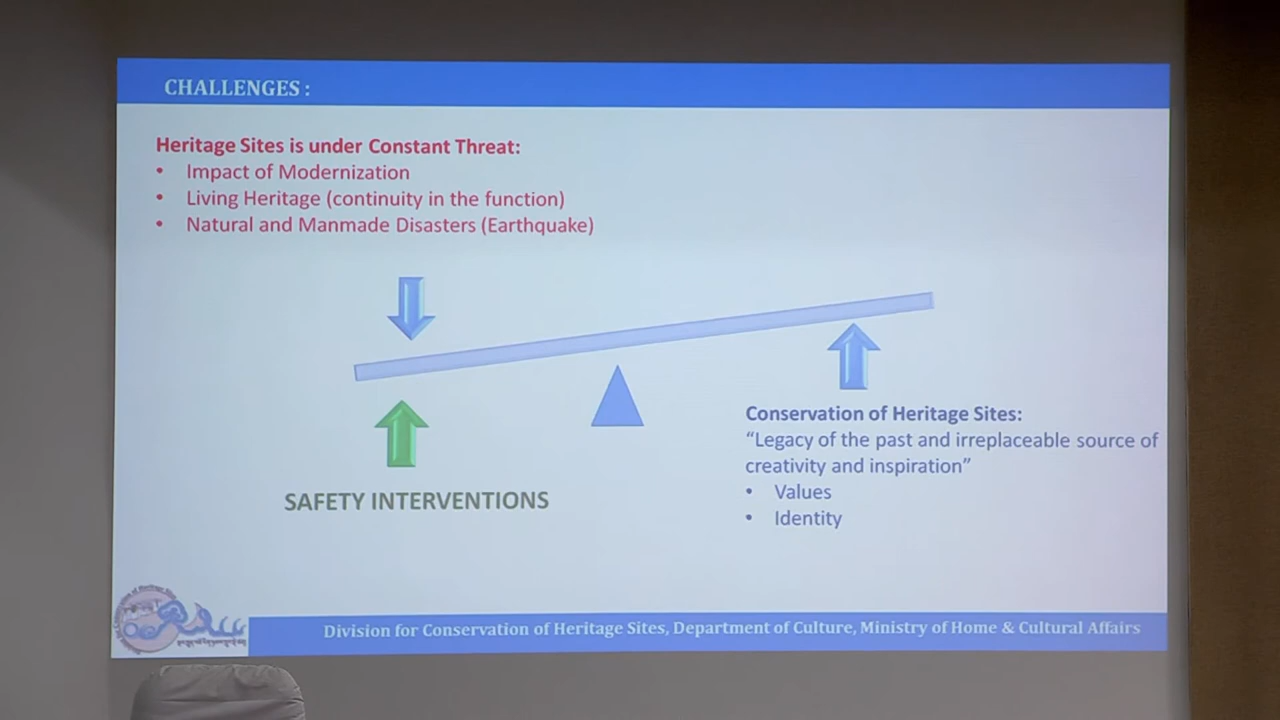 CHALLENGES :
Heritage Sites is under Constant Threat:
• Impact of Modernization
• Living Heritage (continuity in the function)
• Natural and Manmade Disasters (Earthquake)
SAFETY INTERVENTIONS
Conservation of Heritage Sites:
“Legacy of the past and irreplaceable source of
creativity and inspiration”
• Values
• Identity
Division for Conservation of Heritage Sites, Department of Culture, Ministry of Home & Cultural Affairs